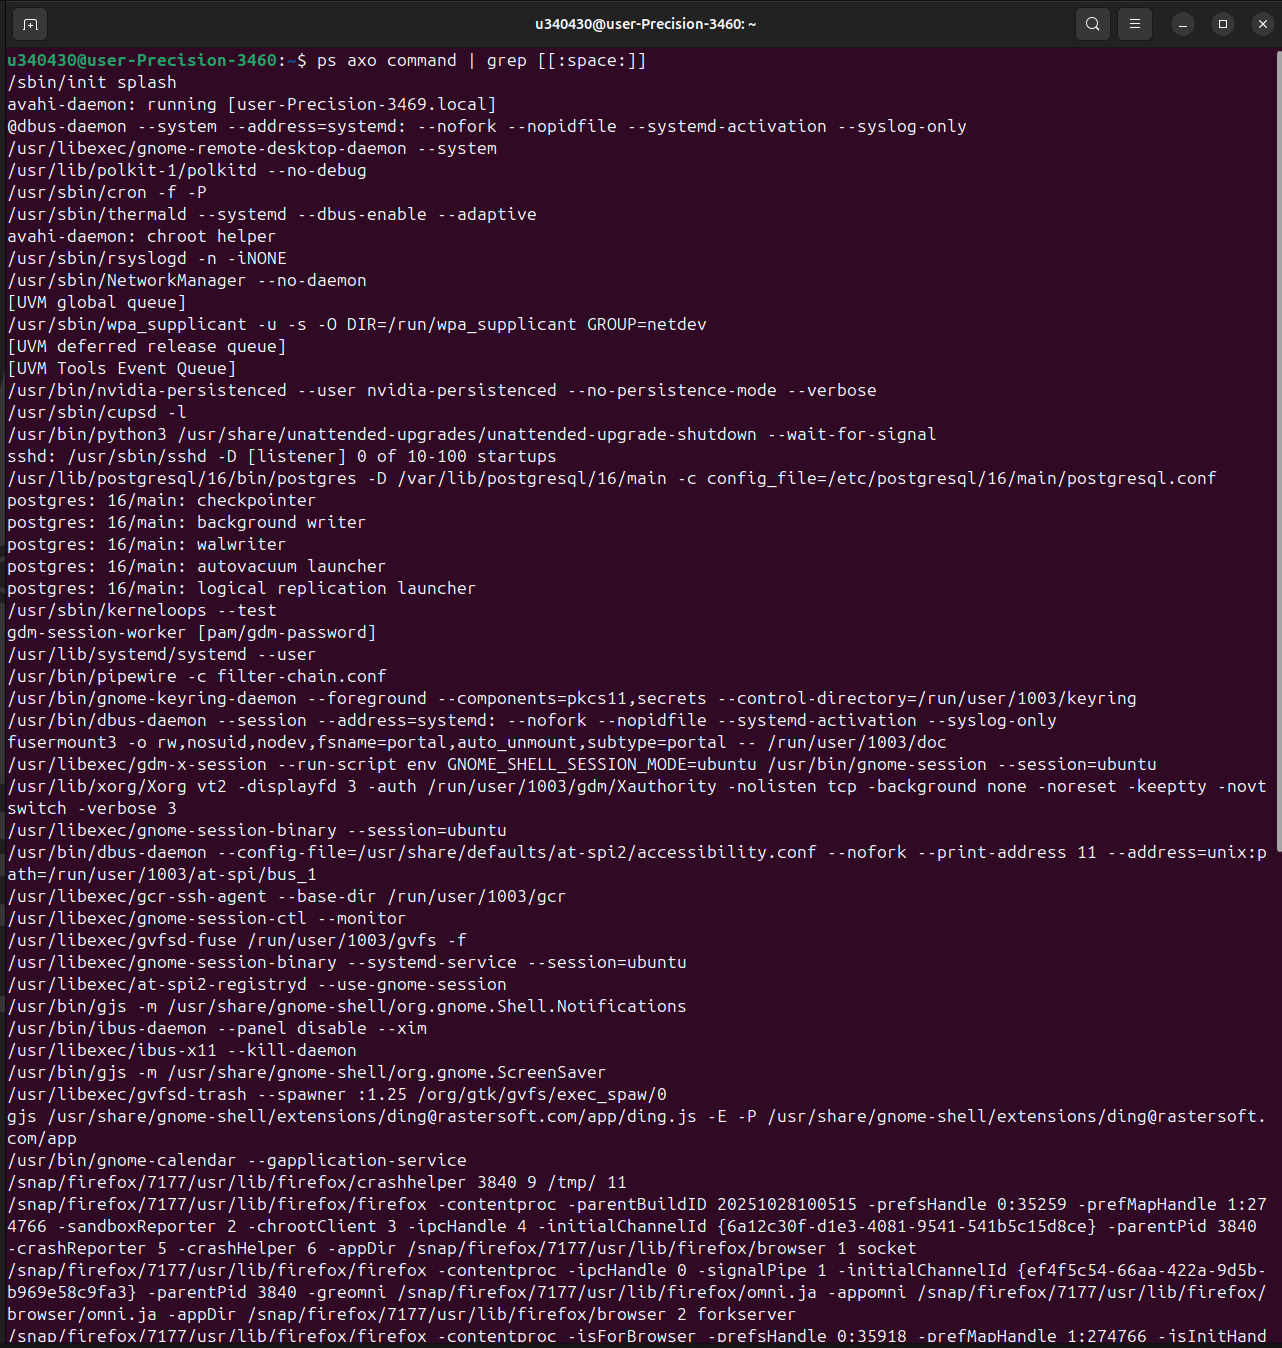 u340430@user-Precision-3460: ~
u340430@user-Precision-3460:~$ ps axo command | grep [[:space:]]
/sbin/init splash
avahi-daemon: running [user-Precision-3469.local]
@dbus-daemon --system --address=systemd: --nofork --nopidfile --systemd-activation --syslog-only
/usr/libexec/gnome-remote-desktop-daemon --system
/usr/lib/polkit-1/polkitd --no-debug
/usr/sbin/cron -f -P
/usr/sbin/thermald --systemd --dbus-enable --adaptive
avahi-daemon: chroot helper
/usr/sbin/rsyslogd -n -iNONE
/usr/sbin/NetworkManager --no-daemon
[UVM global queue]
/usr/sbin/wpa_supplicant -u -s -O DIR=/run/wpa_supplicant GROUP=netdev
[UVM deferred release queue]
[UVM Tools Event Queue]
/usr/bin/nvidia-persistenced --user nvidia-persistenced --no-persistence-mode --verbose
/usr/sbin/cupsd -l
/usr/bin/python3 /usr/share/unattended-upgrades/unattended-upgrade-shutdown --wait-for-signal
sshd: /usr/sbin/sshd -D [listener] 0 of 10-100 startups
/usr/lib/postgresql/16/bin/postgres -D /var/lib/postgresql/16/main -c config_file=/etc/postgresql/16/main/postgresql.conf
postgres: 16/main: checkpointer
postgres: 16/main: background writer
postgres: 16/main: walwriter
postgres: 16/main: autovacuum launcher
postgres: 16/main: logical replication launcher
/usr/sbin/kerneloops --test
gdm-session-worker [pam/gdm-password]
/usr/lib/systemd/systemd --user
/usr/bin/pipewire -c filter-chain.conf
/usr/bin/gnome-keyring-daemon --foreground --components=pkcs11,secrets --control-directory=/run/user/1003/keyring
/usr/bin/dbus-daemon --session --address=systemd: --nofork --nopidfile --systemd-activation --syslog-only
fusermount3 -o rw,nosuid,nodev,fsname=portal,auto_unmount,subtype=portal -- /run/user/1003/doc
/usr/libexec/gdm-x-session --run-script env GNOME_SHELL_SESSION_MODE=ubuntu /usr/bin/gnome-session --session=ubuntu
/usr/lib/xorg/Xorg vt2 -displayfd 3 -auth /run/user/1003/gdm/Xauthority -nolisten tcp -background none -noreset -keeptty -novt
switch -verbose 3
/usr/libexec/gnome-session-binary --session=ubuntu
/usr/bin/dbus-daemon --config-file=/usr/share/defaults/at-spi2/accessibility.conf --nofork --print-address 11 --address=unix:p
ath=/run/user/1003/at-spi/bus_1
/usr/libexec/gcr-ssh-agent --base-dir /run/user/1003/gcr
/usr/libexec/gnome-session-ctl --monitor
/usr/libexec/gvfsd-fuse /run/user/1003/gvfs -f
/usr/libexec/gnome-session-binary --systemd-service --session=ubuntu
/usr/libexec/at-spi2-registryd --use-gnome-session
/usr/bin/gjs -m /usr/share/gnome-shell/org.gnome.Shell.Notifications
/usr/bin/ibus-daemon --panel disable --xim
/usr/libexec/ibus-x11 --kill-daemon
/usr/bin/gjs -m /usr/share/gnome-shell/org.gnome.ScreenSaver
/usr/libexec/gvfsd-trash --spawner :1.25 /org/gtk/gvfs/exec_spaw/0
gjs /usr/share/gnome-shell/extensions/ding@rastersoft.com/app/ding.js -E -P /usr/share/gnome-shell/extensions/ding@rastersoft.
com/app
/usr/bin/gnome-calendar --gapplication-service
/snap/firefox/7177/usr/lib/firefox/crashhelper 3840 9 /tmp/ 11
/snap/firefox/7177/usr/lib/firefox/firefox -contentproc -parentBuildID 20251028100515 -prefsHandle 0:35259 -prefMapHandle 1:27
4766 -sandboxReporter 2 -chrootClient 3 -ipcHandle 4 -initialChannelId {6a12c30f-d1e3-4081-9541-541b5c15d8ce} -parentPid 3840
-crashReporter 5 -crashHelper 6 -appDir /snap/firefox/7177/usr/lib/firefox/browser 1 socket
/snap/firefox/7177/usr/lib/firefox/firefox -contentproc -ipcHandle 0 -signalPipe 1 -initialChannelId {ef4f5c54-66aa-422a-9d5b-
b969e58c9fa3} -parentPid 3840 -greomni /snap/firefox/7177/usr/lib/firefox/omni.ja -appomni /snap/firefox/7177/usr/lib/firefox/
browser/omni.ja -appDir /snap/firefox/7177/usr/lib/firefox/browser 2 forkserver
/snap/firefox/7177/usr/lib/firefox/firefox -contentproc -isForBrowser -prefsHandle 0:35918 -prefMapHandle 1:274766 -jsInitHand